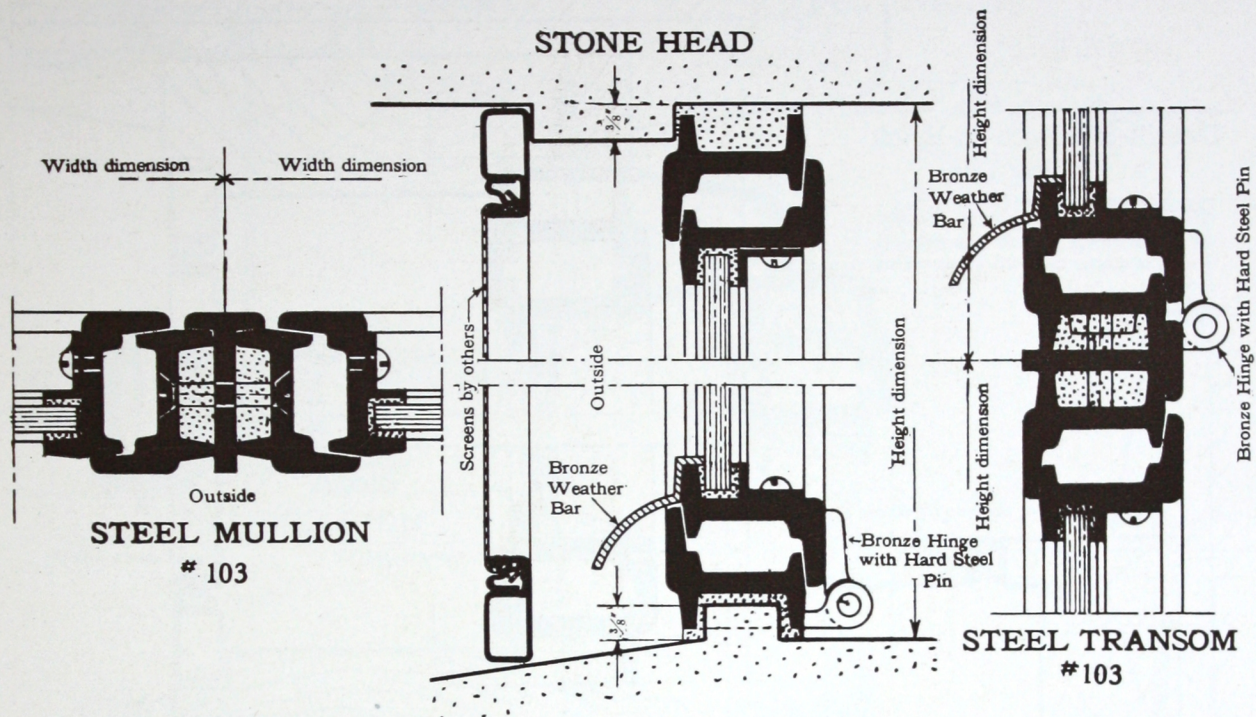 STONE HEAD
Width dimension
Width dimension
3/8"
Screens by others
Outside
Height dimension
Bronze
Weather
Bar
Bronze Hinge
with Hard Steel
Pin
3/8"
Outside
STEEL MULLION
# 103
Height dimension
Bronze
Weather
Bar
Height dimension
Bronze Hinge with Hard Steel Pin
STEEL TRANSOM
# 103